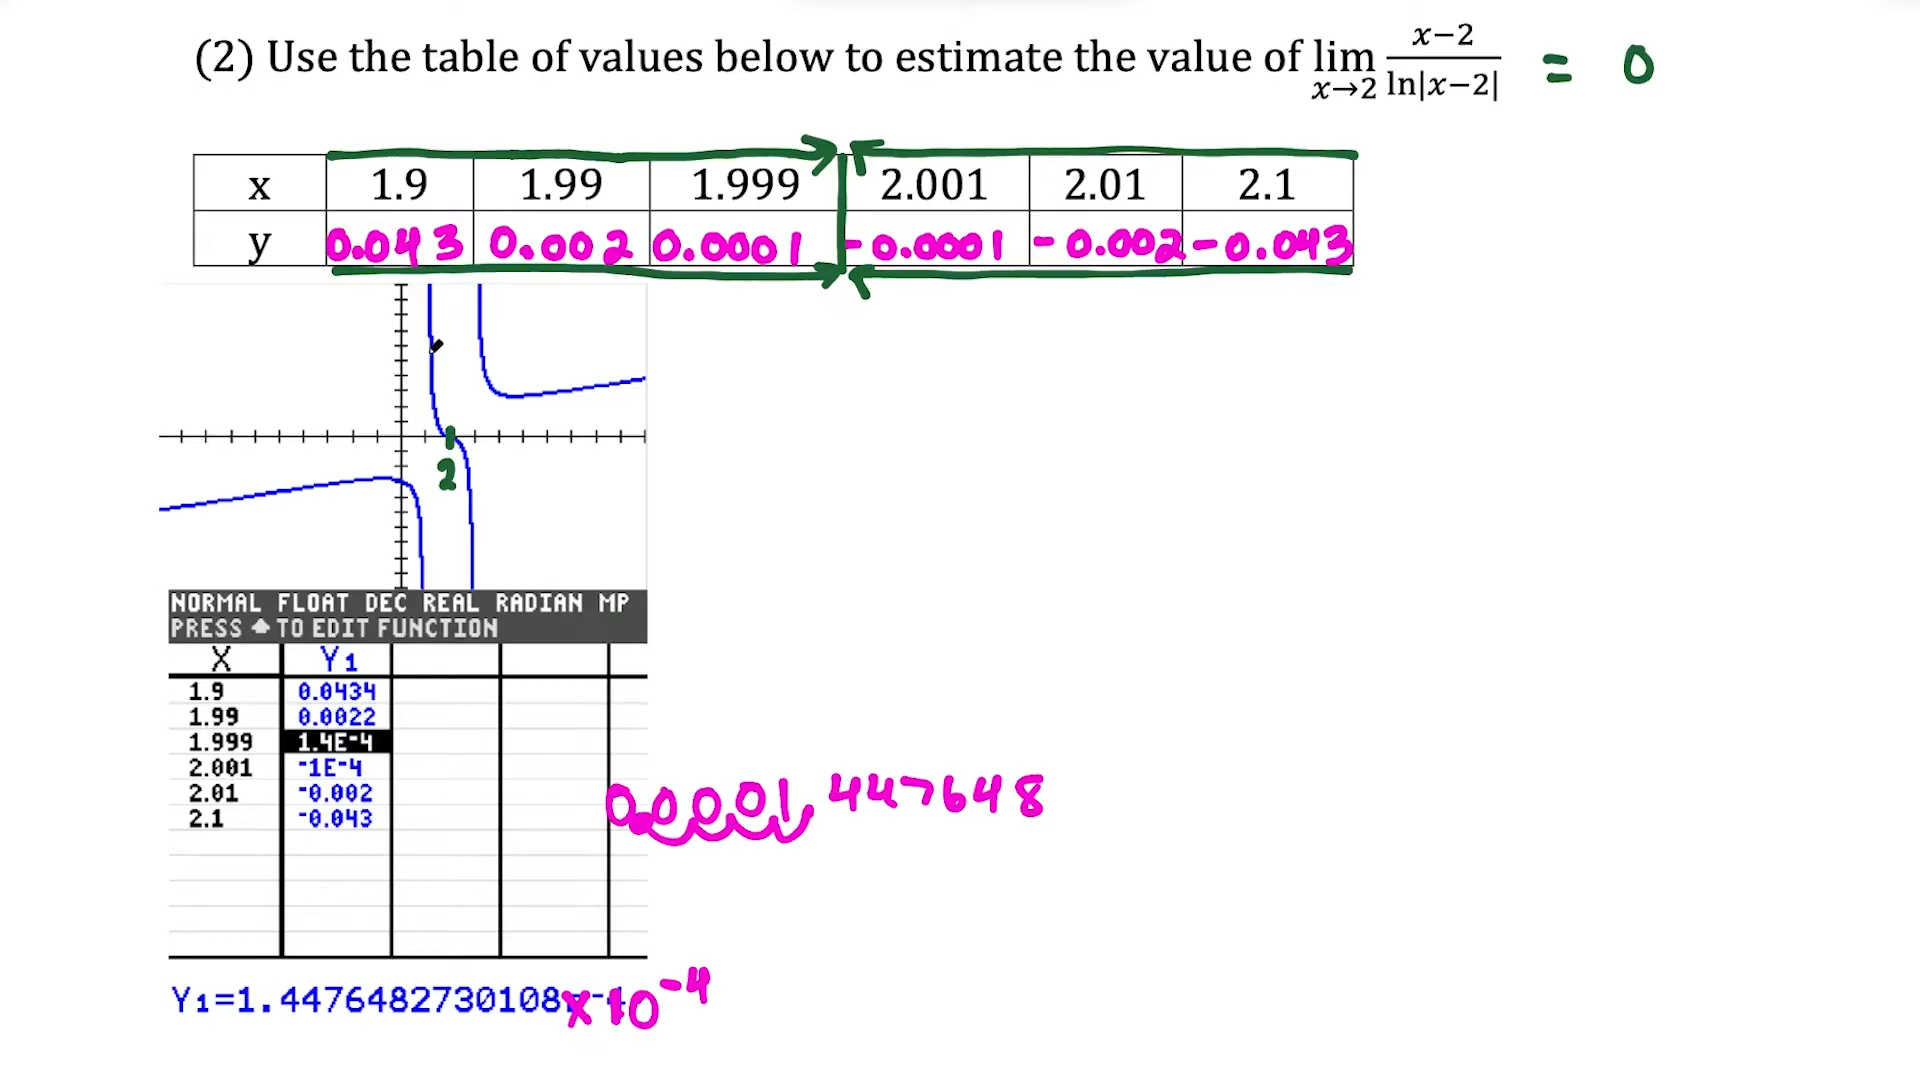 (2) Use the table of values below to estimate the value of lim x→2 x−2 / ln|x−2| = 0
x 1.9 1.99 1.999 2.001 2.01 2.1
y 0.043 0.002 0.0001 -0.0001 -0.002 -0.043
2
NORMAL FLOAT DEC REAL RADIAN MP
PRESS ↑ TO EDIT FUNCTION
X Y1
1.9 0.0434
1.99 0.0022
1.999 1.4E-4
2.001 -1E-4
2.01 -0.002
2.1 -0.043
0.0001.447648
Y1=1.4476482730108 x10^-4